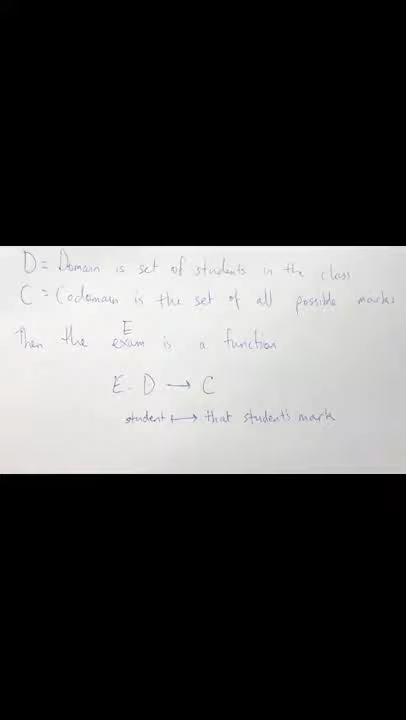 D = Domain is set of students in the class
C = Codomain is the set of all possible marks
E
Then the exam is a function
E: D → C
student ↦ that student's mark